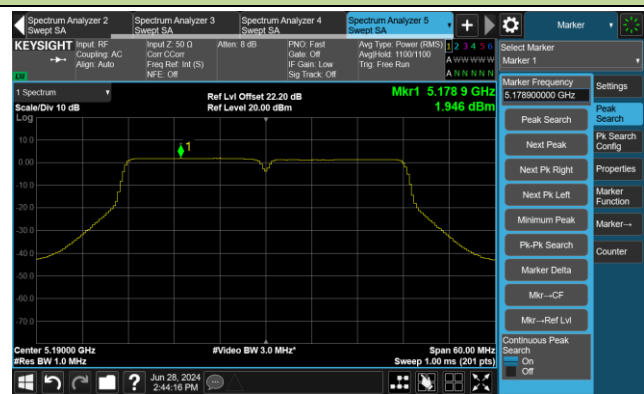 Spectrum Analyzer 2
Swept SA
Spectrum Analyzer 3
Swept SA
Spectrum Analyzer 4
Swept SA
Spectrum Analyzer 5
Swept SA
Marker
KEYSIGHT
Input: RF
Coupling: AC
Align: Auto
Input Z: 50 Ω
Corr CCorr
Freq Ref: Int (S)
NFE: Off
Atten: 8 dB
PNO: Fast
Gate: Off
IF Gain: Low
Sig Track: Off
Avg Type: Power (RMS)
Avg|Hold: 1100/1100
Trig: Free Run
1 2 3 4 5 6
A W W W W W
A N N N N N
LW
Select Marker
Marker 1
1 Spectrum
Scale/Div 10 dB
Log
Ref Lvl Offset 22.20 dB
Ref Level 20.00 dBm
Mkr1 5.178 9 GHz
1.946 dBm
1
10.0
0.00
-10.0
-20.0
-30.0
-40.0
-50.0
-60.0
-70.0
Center 5.19000 GHz
#Res BW 1.0 MHz
#Video BW 3.0 MHz*
Span 60.00 MHz
Sweep 1.00 ms (201 pts)
Marker Frequency
5.178900000 GHz
Peak Search
Next Peak
Next Pk Right
Next Pk Left
Minimum Peak
Pk-Pk Search
Marker Delta
Mkr→CF
Mkr→Ref Lvl
Continuous Peak
Search
On
Off
Settings
Peak
Search
Pk Search
Config
Properties
Marker
Function
Marker→
Counter
?
Jun 28, 2024
2:44:16 PM